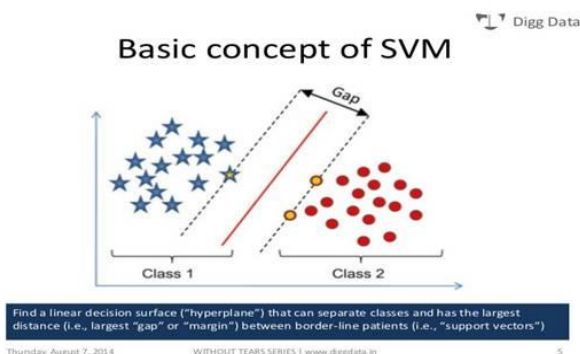 Digg Data
Basic concept of SVM
Gap
Class 1
Class 2
Find a linear decision surface ("hyperplane") that can separate classes and has the largest
distance (i.e., largest "gap" or "margin") between border-line patients (i.e., "support vectors")
Thursday, August 7, 2014
WITHOUT TEARS SERIES | www.diggdata.in
5